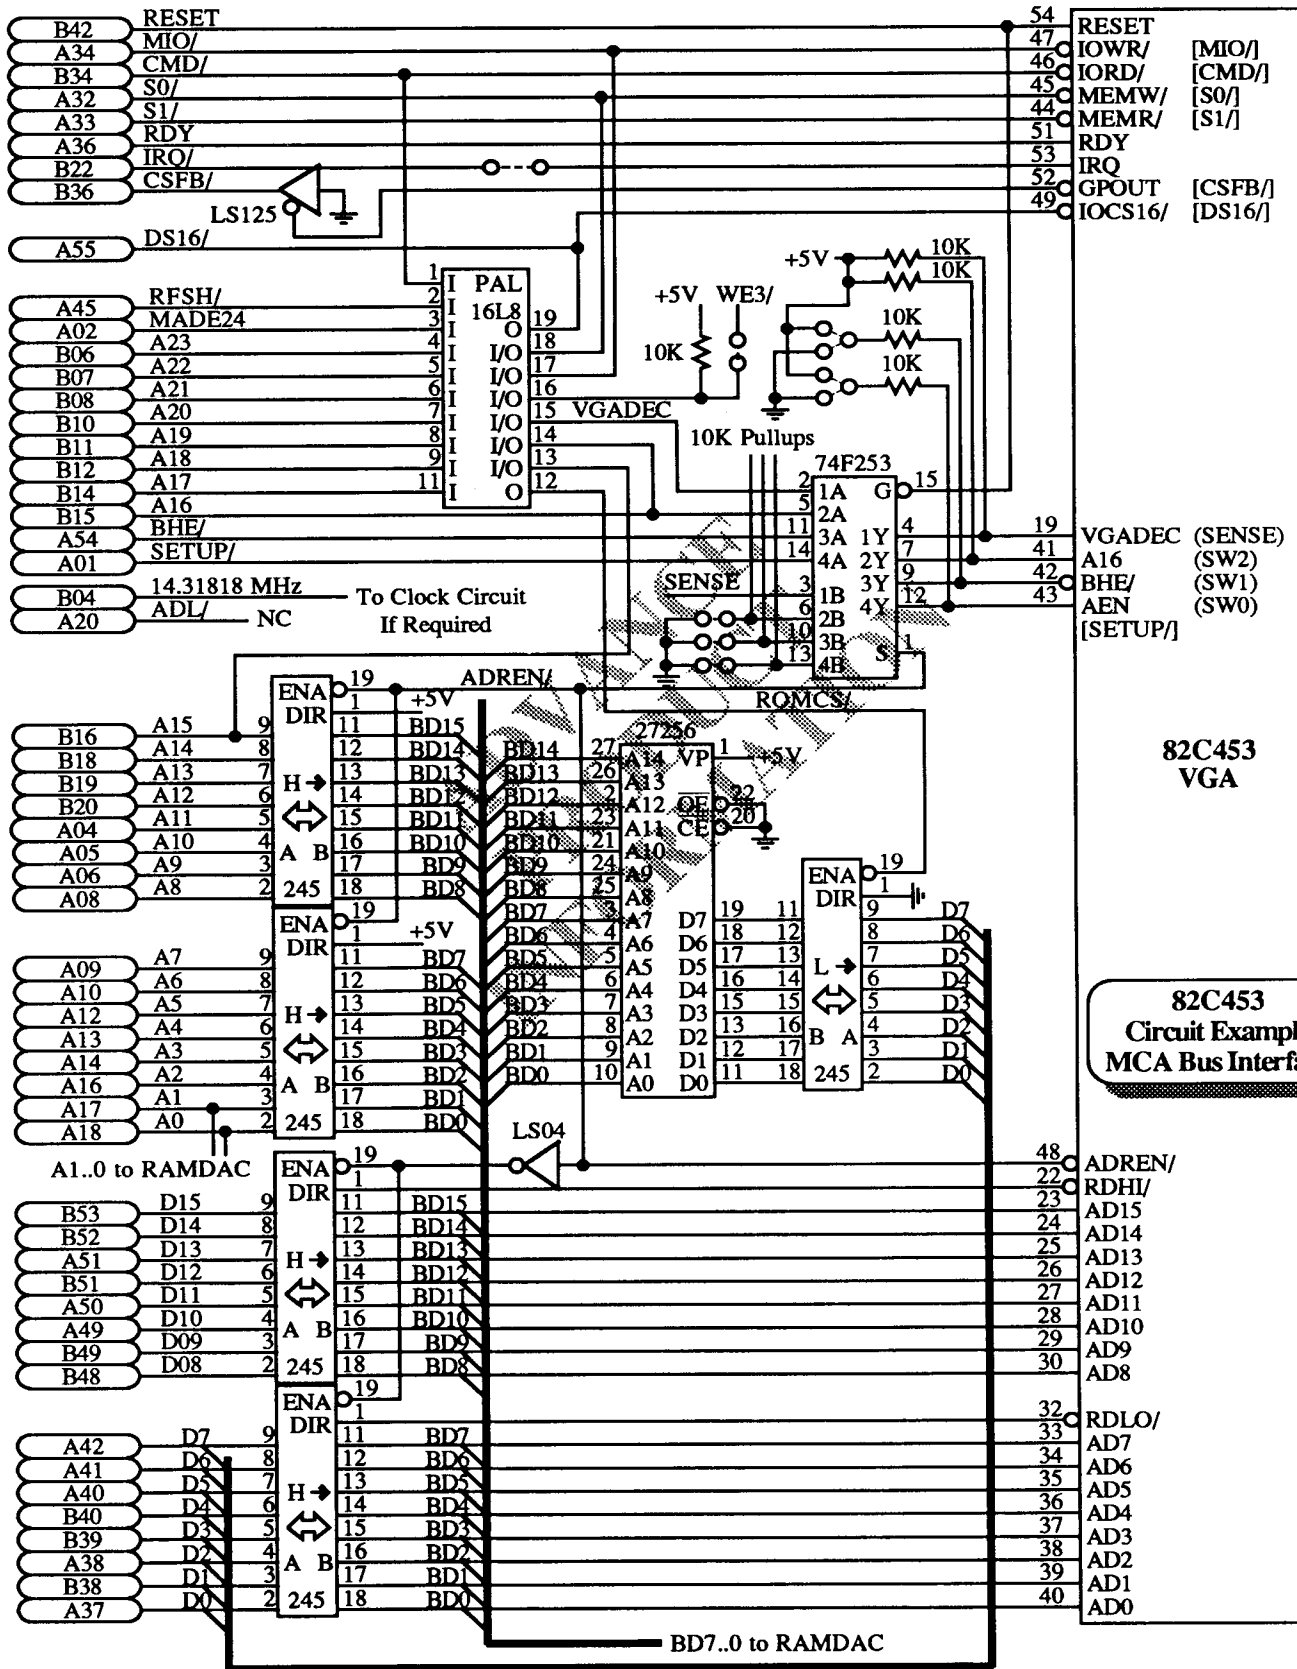 B42 RESET 54 RESET
A34 MIO/ 47 IOWR/ [MIO/]
B34 CMD/ 46 IORD/ [CMD/]
A32 S0/ 45 MEMW/ [S0/]
A33 S1/ 44 MEMR/ [S1/]
A36 RDY 51 RDY
B22 IRQ/ 53 IRQ
B36 CSFB/ 52 GPOUT [CSFB/]
LS125
49 IOCS16/ [DS16/]
A55 DS16/
+5V 10K
10K
1 I PAL
A45 RFSH/ 2 I 16L8
+5V WE3/
A02 MADE24 3 I O 19
10K
B06 A23 4 I I/O 18
10K
B07 A22 5 I I/O 17
10K
B08 A21 6 I I/O 16
B10 A20 7 I I/O 15 VGADEC
B11 A19 8 I I/O 14
10K Pullups
B12 A18 9 I I/O 13
B14 A17 11 I O 12
74F253
2 1A G 15
B15 A16 5 2A
A54 BHE/ 11 3A 1Y 4 19 VGADEC (SENSE)
A01 SETUP/ 14 4A 2Y 7 41 A16 (SW2)
SENSE 3 1B 3Y 9 42 BHE/ (SW1)
6 2B 4Y 12 43 AEN (SW0)
[SETUP/]
10 3B
13 4B S 1
B04 14.31818 MHz To Clock Circuit
A20 ADL/ NC If Required
ADVANCE
PRODUCT
INFORMATION
ENA 19 ADREN/
DIR 1 +5V
ROMCS/
B16 A15 9 11 BD15
B18 A14 8 12 BD14
B19 A13 7 H 13 BD13
B20 A12 6 14 BD12
A04 A11 5 15 BD11
A05 A10 4 A B 16 BD10
A06 A9 3 17 BD9
A08 A8 2 245 18 BD8
27256
BD14 27 A14 VP 1 +5V
BD13 26 A13
BD12 2 A12 OE 22
BD11 23 A11 CE 20
BD10 21 A10
BD9 24 A9
BD8 25 A8
BD7 3 A7 D7 19
BD6 4 A6 D6 18
BD5 5 A5 D5 17
BD4 6 A4 D4 16
BD3 7 A3 D3 15
BD2 8 A2 D2 13
BD1 9 A1 D1 12
BD0 10 A0 D0 11
ENA 19
DIR 1
11 9 D7
12 8 D6
13 L 7 D5
14 6 D4
15 5 D3
16 B A 4 D2
17 3 D1
18 245 2 D0
82C453
VGA
82C453
Circuit Exampl
MCA Bus Interfa
ENA 19
DIR 1 +5V
A09 A7 9 11 BD7
A10 A6 8 12 BD6
A12 A5 7 H 13 BD5
A13 A4 6 14 BD4
A14 A3 5 15 BD3
A16 A2 4 A B 16 BD2
A17 A1 3 17 BD1
A18 A0 2 245 18 BD0
A1..0 to RAMDAC
LS04
ENA 19 48 ADREN/
DIR 1 22 RDHI/
B53 D15 9 11 BD15 23 AD15
B52 D14 8 12 BD14 24 AD14
A51 D13 7 H 13 BD13 25 AD13
B51 D12 6 14 BD12 26 AD12
A50 D11 5 15 BD11 27 AD11
A49 D10 4 A B 16 BD10 28 AD10
B49 D09 3 17 BD9 29 AD9
B48 D08 2 245 18 BD8 30 AD8
ENA 19
DIR 1 32 RDLO/
A42 D7 9 11 BD7 33 AD7
A41 D6 8 12 BD6 34 AD6
A40 D5 7 H 13 BD5 35 AD5
B40 D4 6 14 BD4 36 AD4
B39 D3 5 15 BD3 37 AD3
A38 D2 4 A B 16 BD2 38 AD2
B38 D1 3 17 BD1 39 AD1
A37 D0 2 245 18 BD0 40 AD0
BD7..0 to RAMDAC